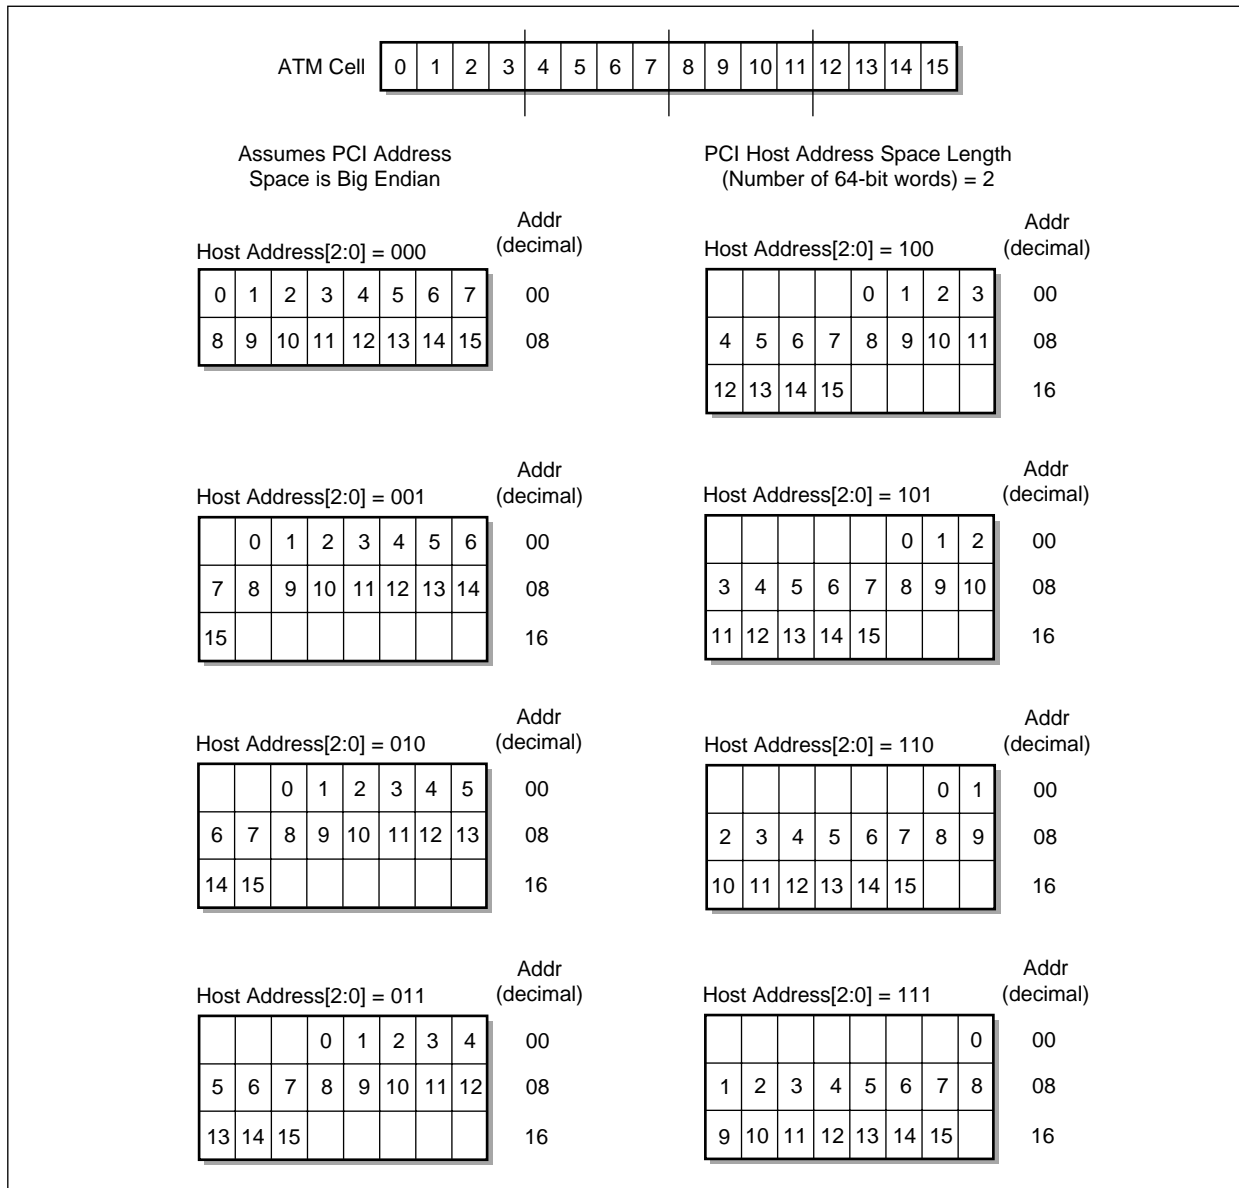 ATM Cell 0 1 2 3 4 5 6 7 8 9 10 11 12 13 14 15
Assumes PCI Address
Space is Big Endian
PCI Host Address Space Length
(Number of 64-bit words) = 2
Host Address[2:0] = 000
Addr
(decimal)
0 1 2 3 4 5 6 7 00
8 9 10 11 12 13 14 15 08
Host Address[2:0] = 100
Addr
(decimal)
0 1 2 3 00
4 5 6 7 8 9 10 11 08
12 13 14 15 16
Host Address[2:0] = 001
Addr
(decimal)
0 1 2 3 4 5 6 00
7 8 9 10 11 12 13 14 08
15 16
Host Address[2:0] = 101
Addr
(decimal)
0 1 2 00
3 4 5 6 7 8 9 10 08
11 12 13 14 15 16
Host Address[2:0] = 010
Addr
(decimal)
0 1 2 3 4 5 00
6 7 8 9 10 11 12 13 08
14 15 16
Host Address[2:0] = 110
Addr
(decimal)
0 1 00
2 3 4 5 6 7 8 9 08
10 11 12 13 14 15 16
Host Address[2:0] = 011
Addr
(decimal)
0 1 2 3 4 00
5 6 7 8 9 10 11 12 08
13 14 15 16
Host Address[2:0] = 111
Addr
(decimal)
0 00
1 2 3 4 5 6 7 8 08
9 10 11 12 13 14 15 16